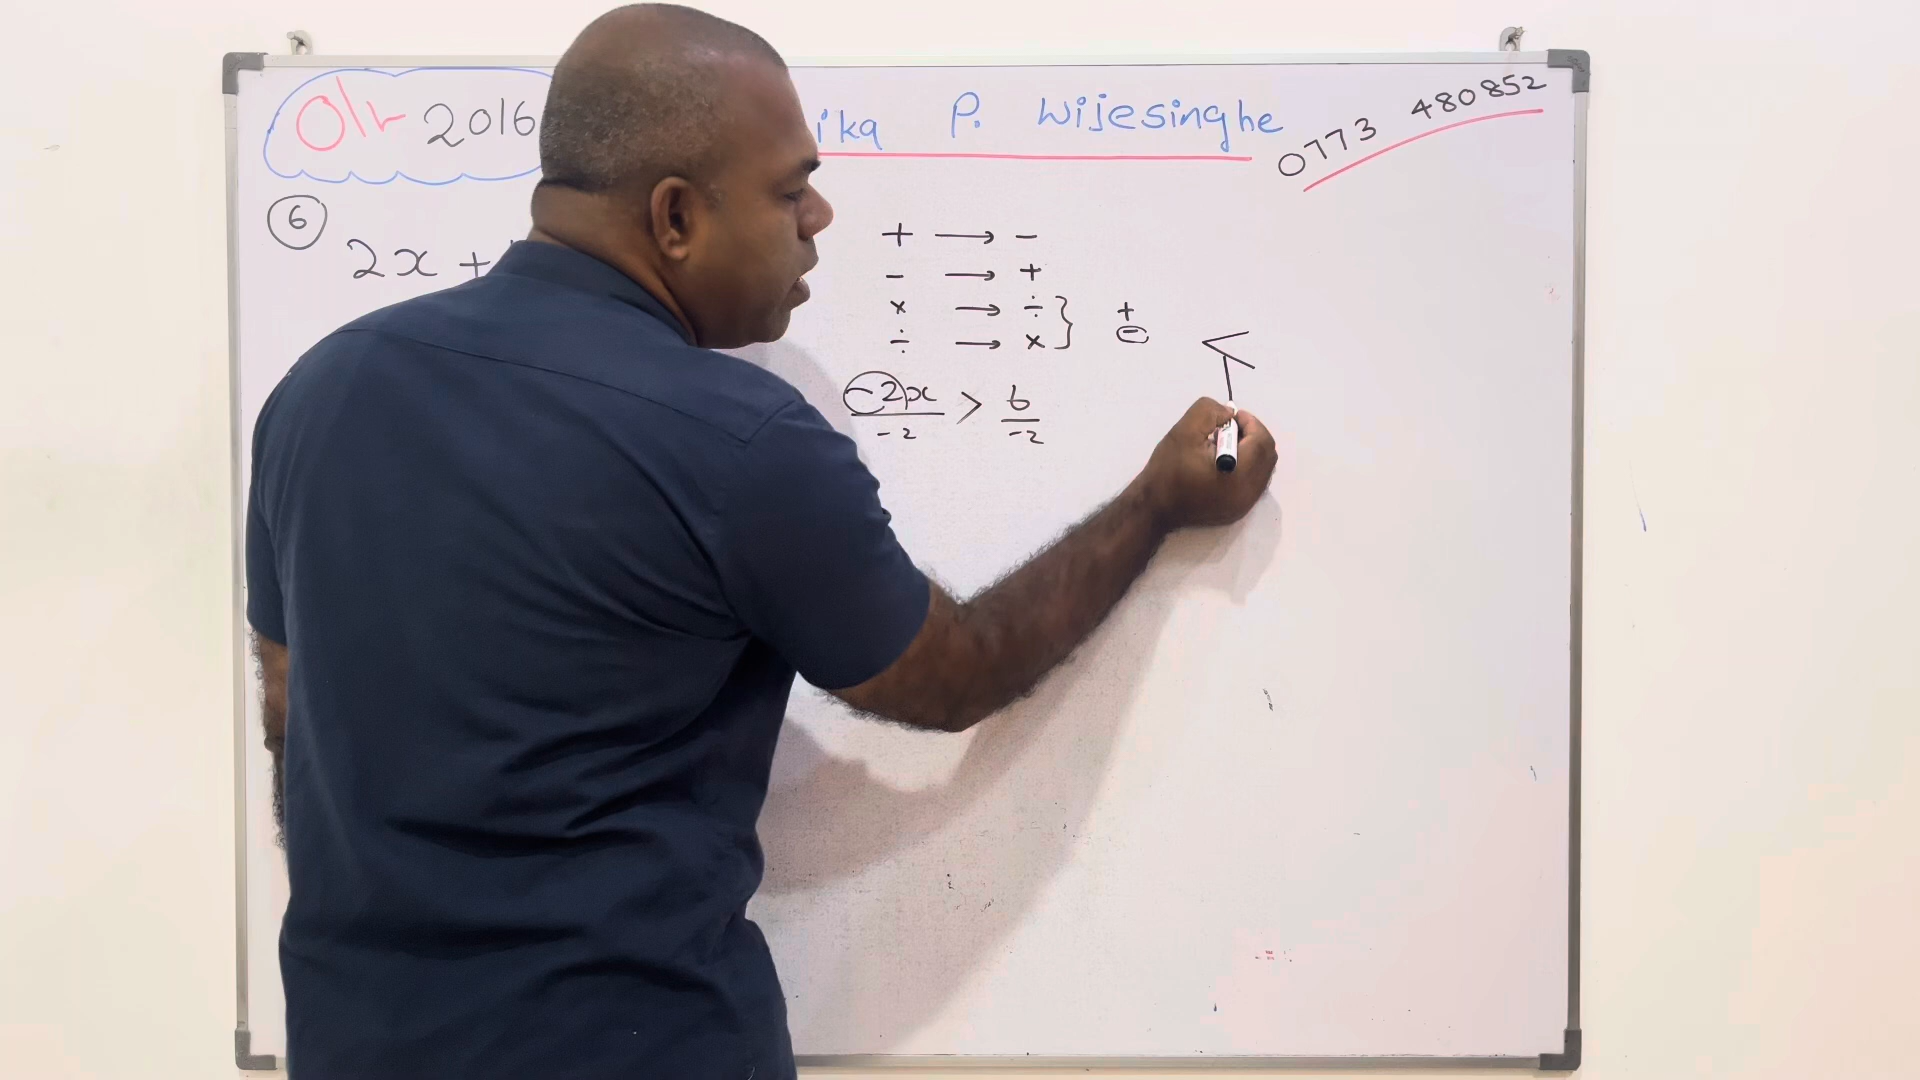 O/L 2016 ika P. Wijesinghe 0773 480852
6
2x +
+ → -
- → +
× → ÷ } +
÷ → × } - <
-2x/-2 > 6/-2